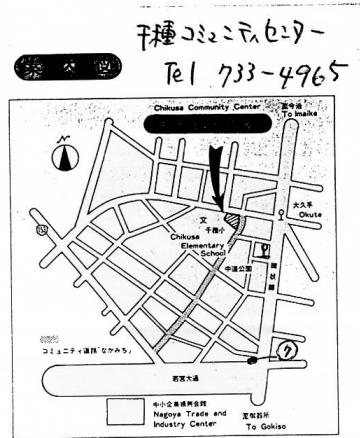 千種コミュニティセンター
Tel 733-4965
案内図
Chikusa Community Center
至今池
To Imaike
N
大久手
Okute
文
千種小
Chikusa
Elementary
School
中道公園
環状線
コミュニティ道路「なかみち」
若宮大通
中小企業振興会館
Nagoya Trade and
Industry Center
至御器所
To Gokiso